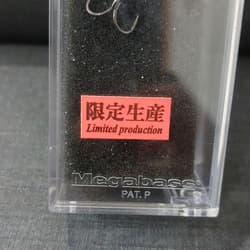 限定生産
Limited production
Megabass
PAT. P